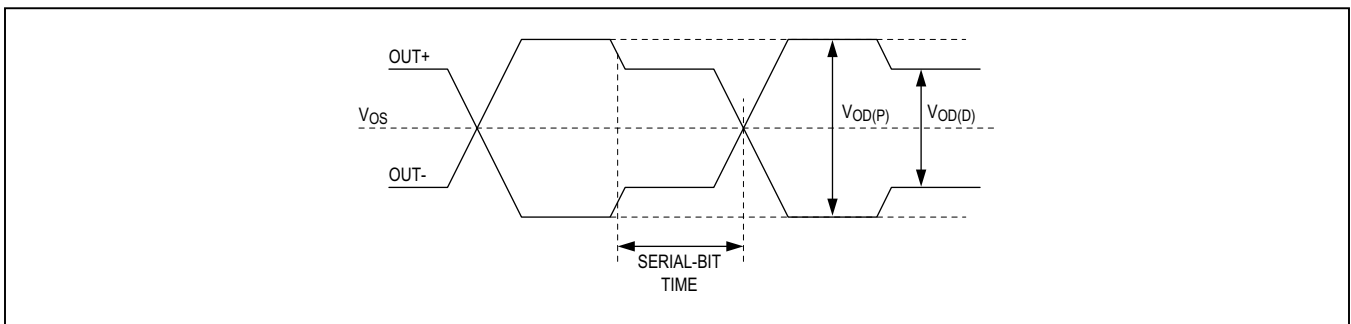 OUT+
VOS
VOD(P)
VOD(D)
OUT-
SERIAL-BIT
TIME